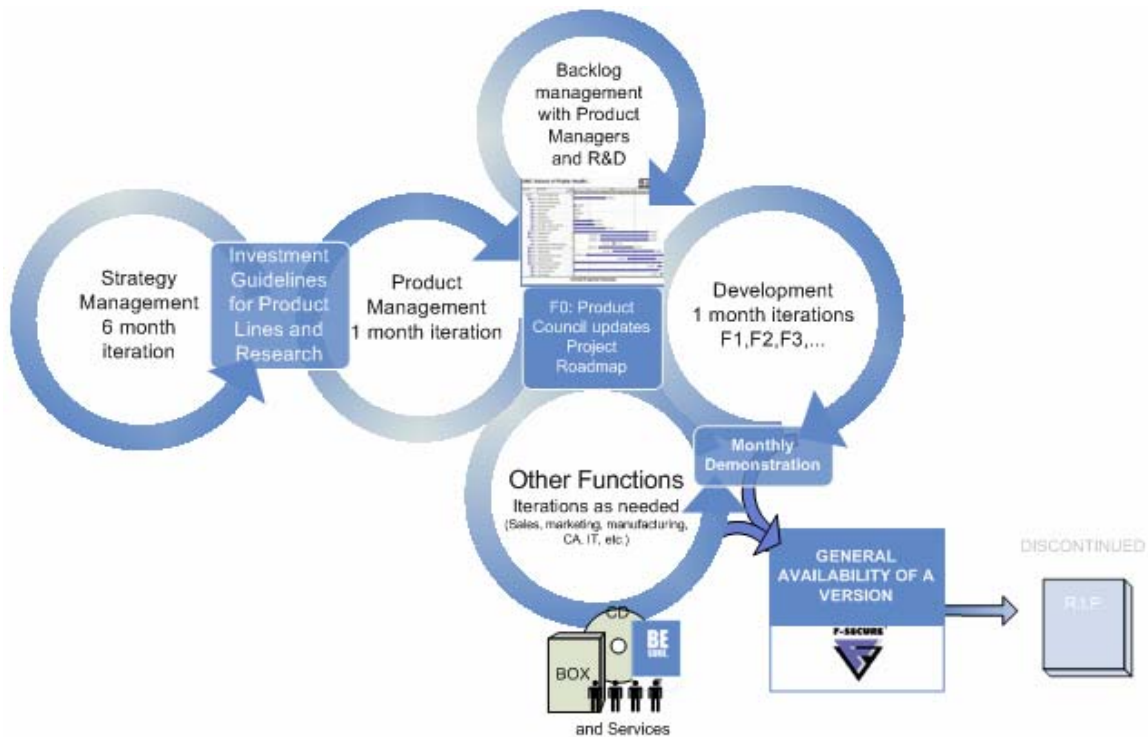 Backlog
management
with Product
Managers
and R&D
Strategy
Management
6 month
iteration
Investment
Guidelines
for Product
Lines and
Research
Product
Management
1 month iteration
F0: Product
Council updates
Project
Roadmap
Development
1 month iterations
F1,F2,F3,...
Monthly
Demonstration
Other Functions
Iterations as needed
(Sales, marketing, manufacturing,
CA, IT, etc.)
GENERAL
AVAILABILITY OF A
VERSION
F-SECURE
DISCONTINUED
R.I.P.
CD
BE
SURE.
BOX
and Services